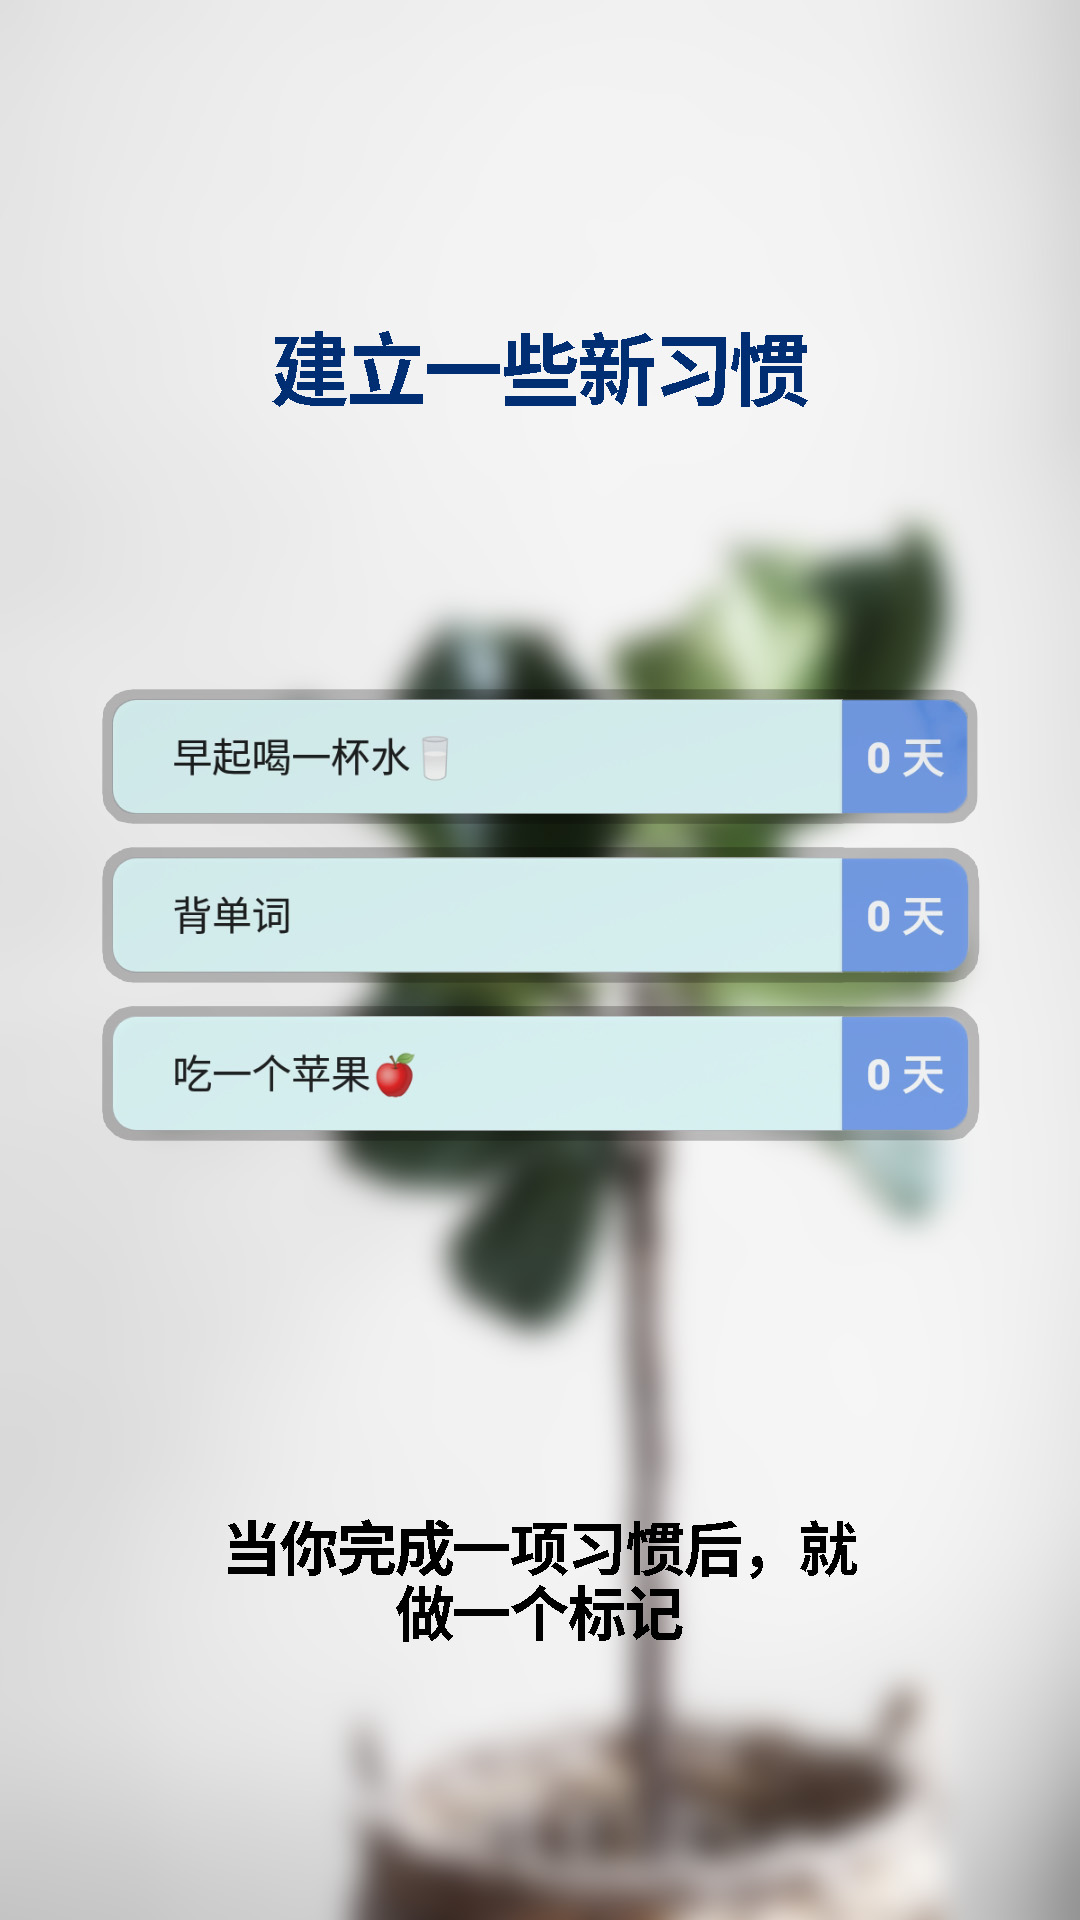 建立一些新习惯
早起喝一杯水🥛 0 天
背单词 0 天
吃一个苹果🍎 0 天
当你完成一项习惯后，就
做一个标记